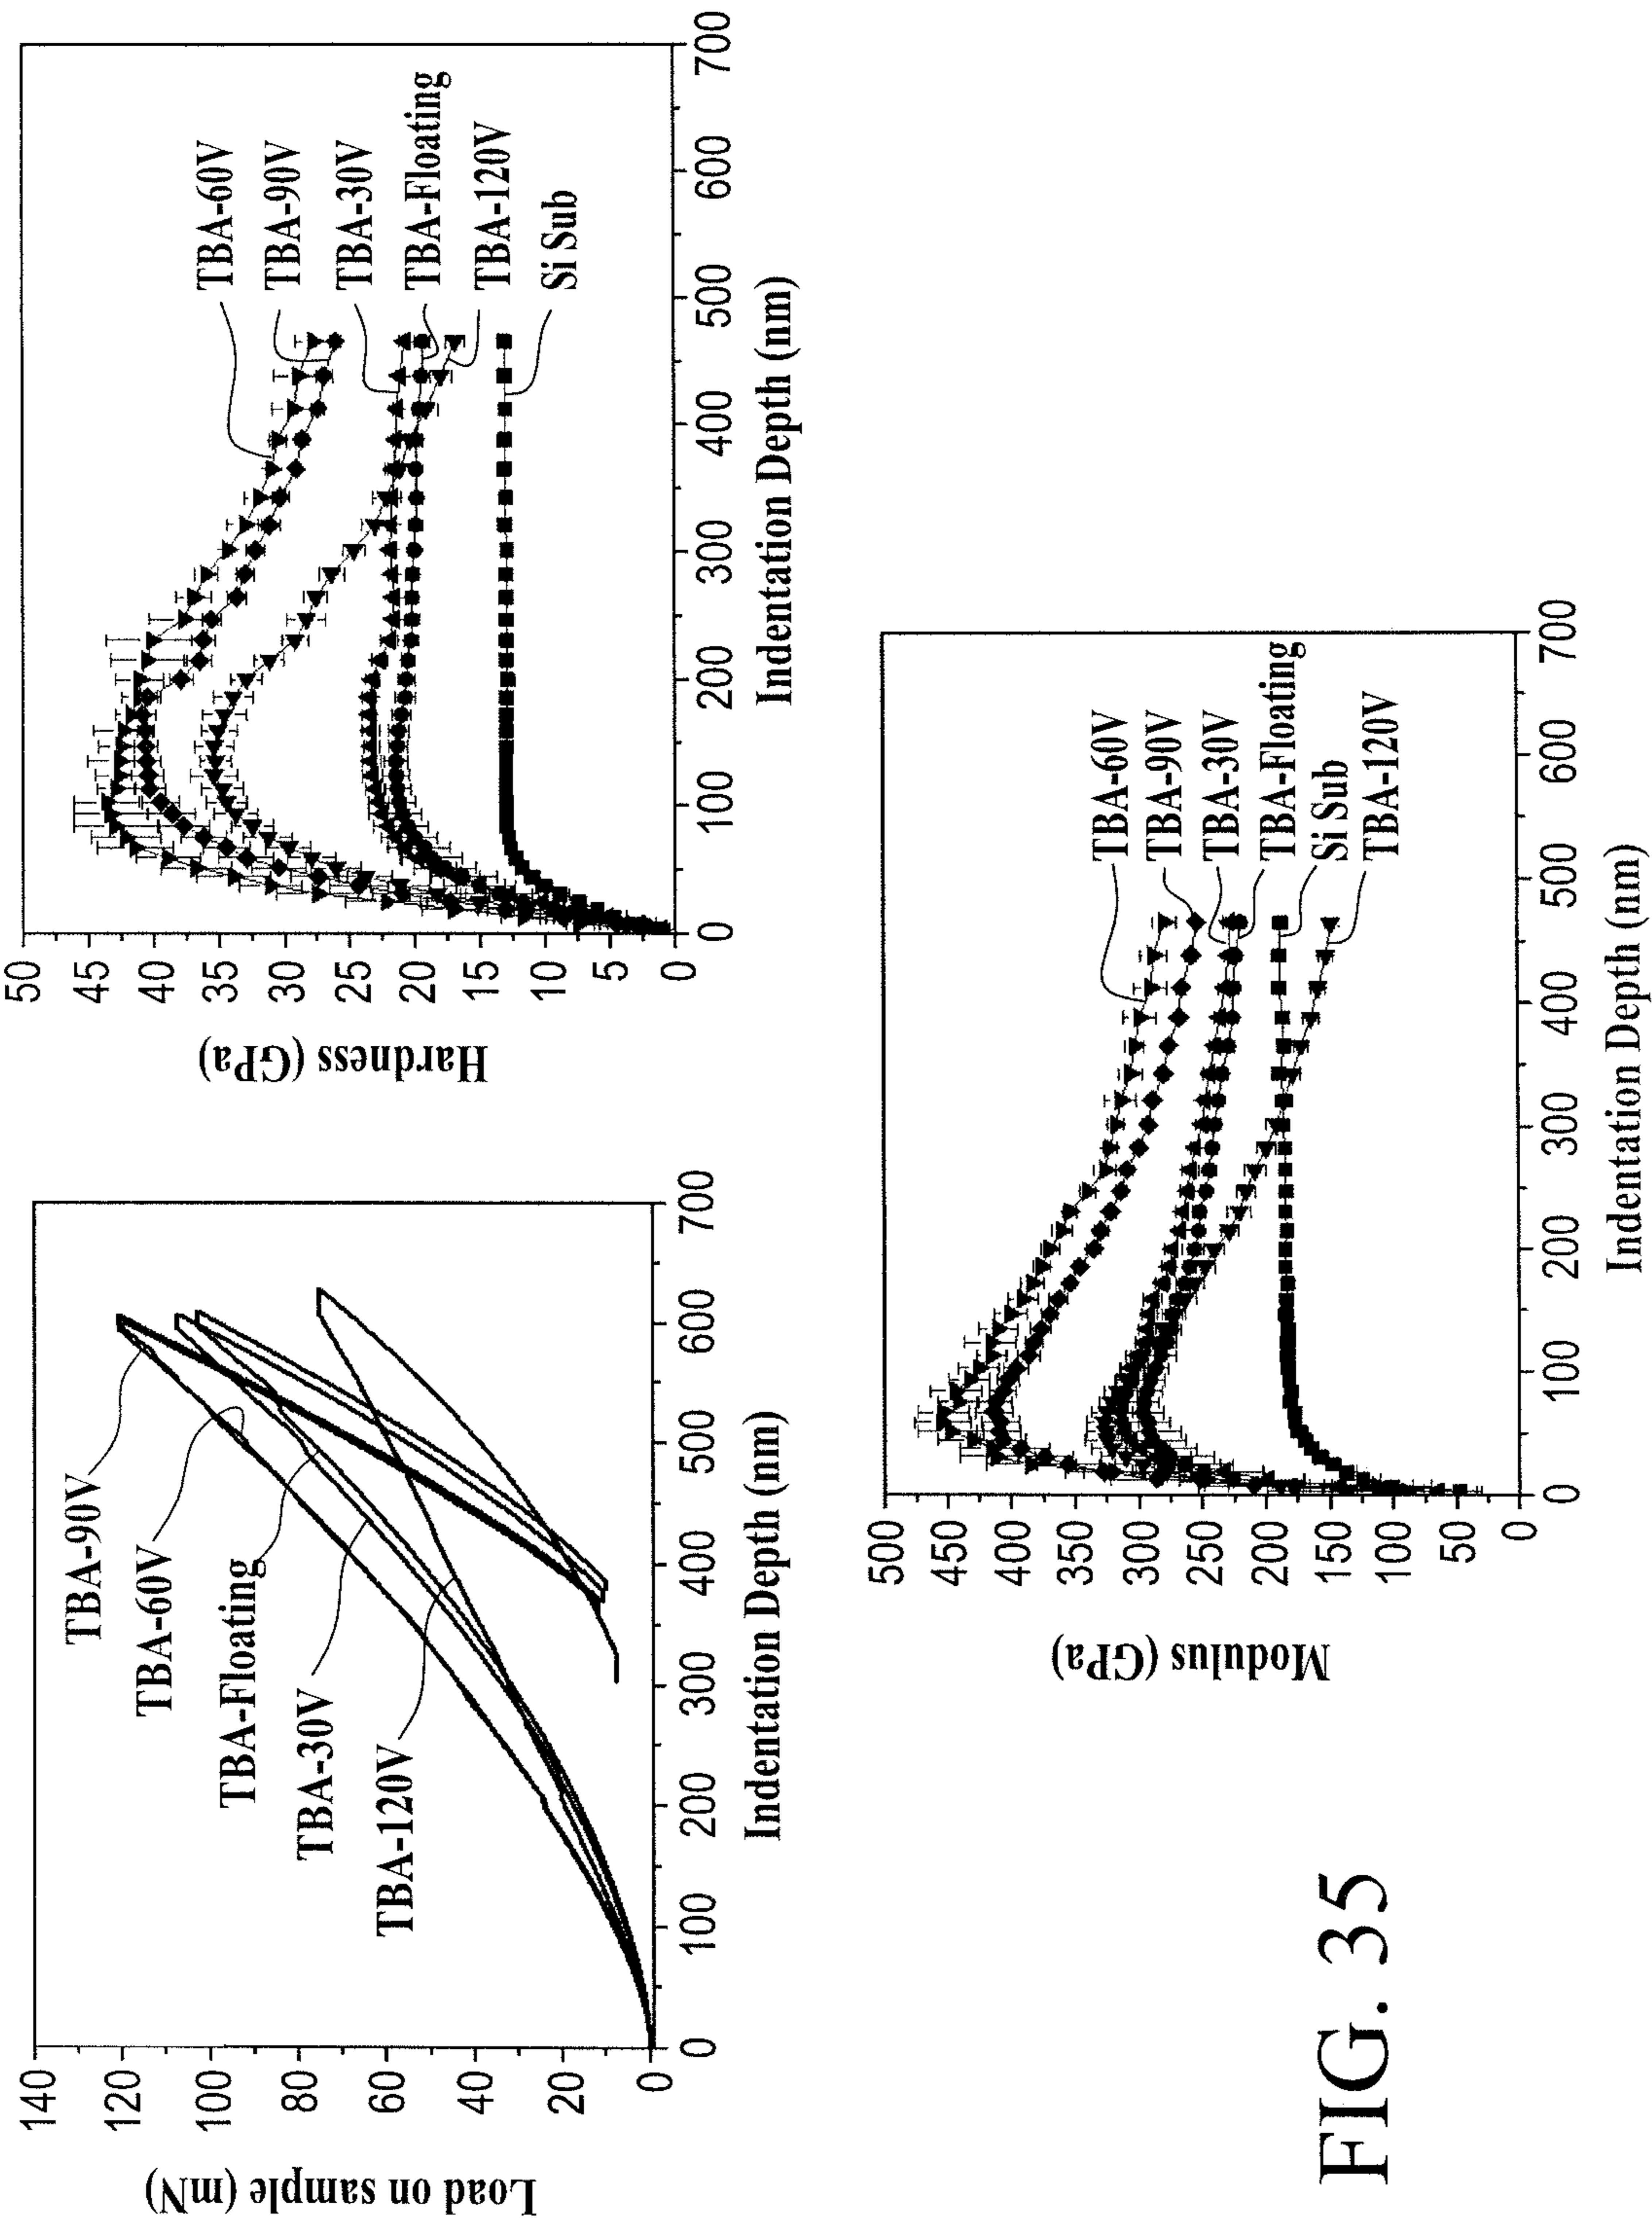 140
120
100
80
60
40
20
0
Load on sample (mN)
TBA-90V
TBA-60V
TBA-Floating
TBA-30V
TBA-120V
0 100 200 300 400 500 600 700
Indentation Depth (nm)
50
45
40
35
30
25
20
15
10
5
0
Hardness (GPa)
TBA-60V
TBA-90V
TBA-30V
TBA-Floating
TBA-120V
Si Sub
0 100 200 300 400 500 600 700
Indentation Depth (nm)
500
450
400
350
300
250
200
150
100
50
0
Modulus (GPa)
TBA-60V
TBA-90V
TBA-30V
TBA-Floating
Si Sub
TBA-120V
0 100 200 300 400 500 600 700
Indentation Depth (nm)
FIG. 35